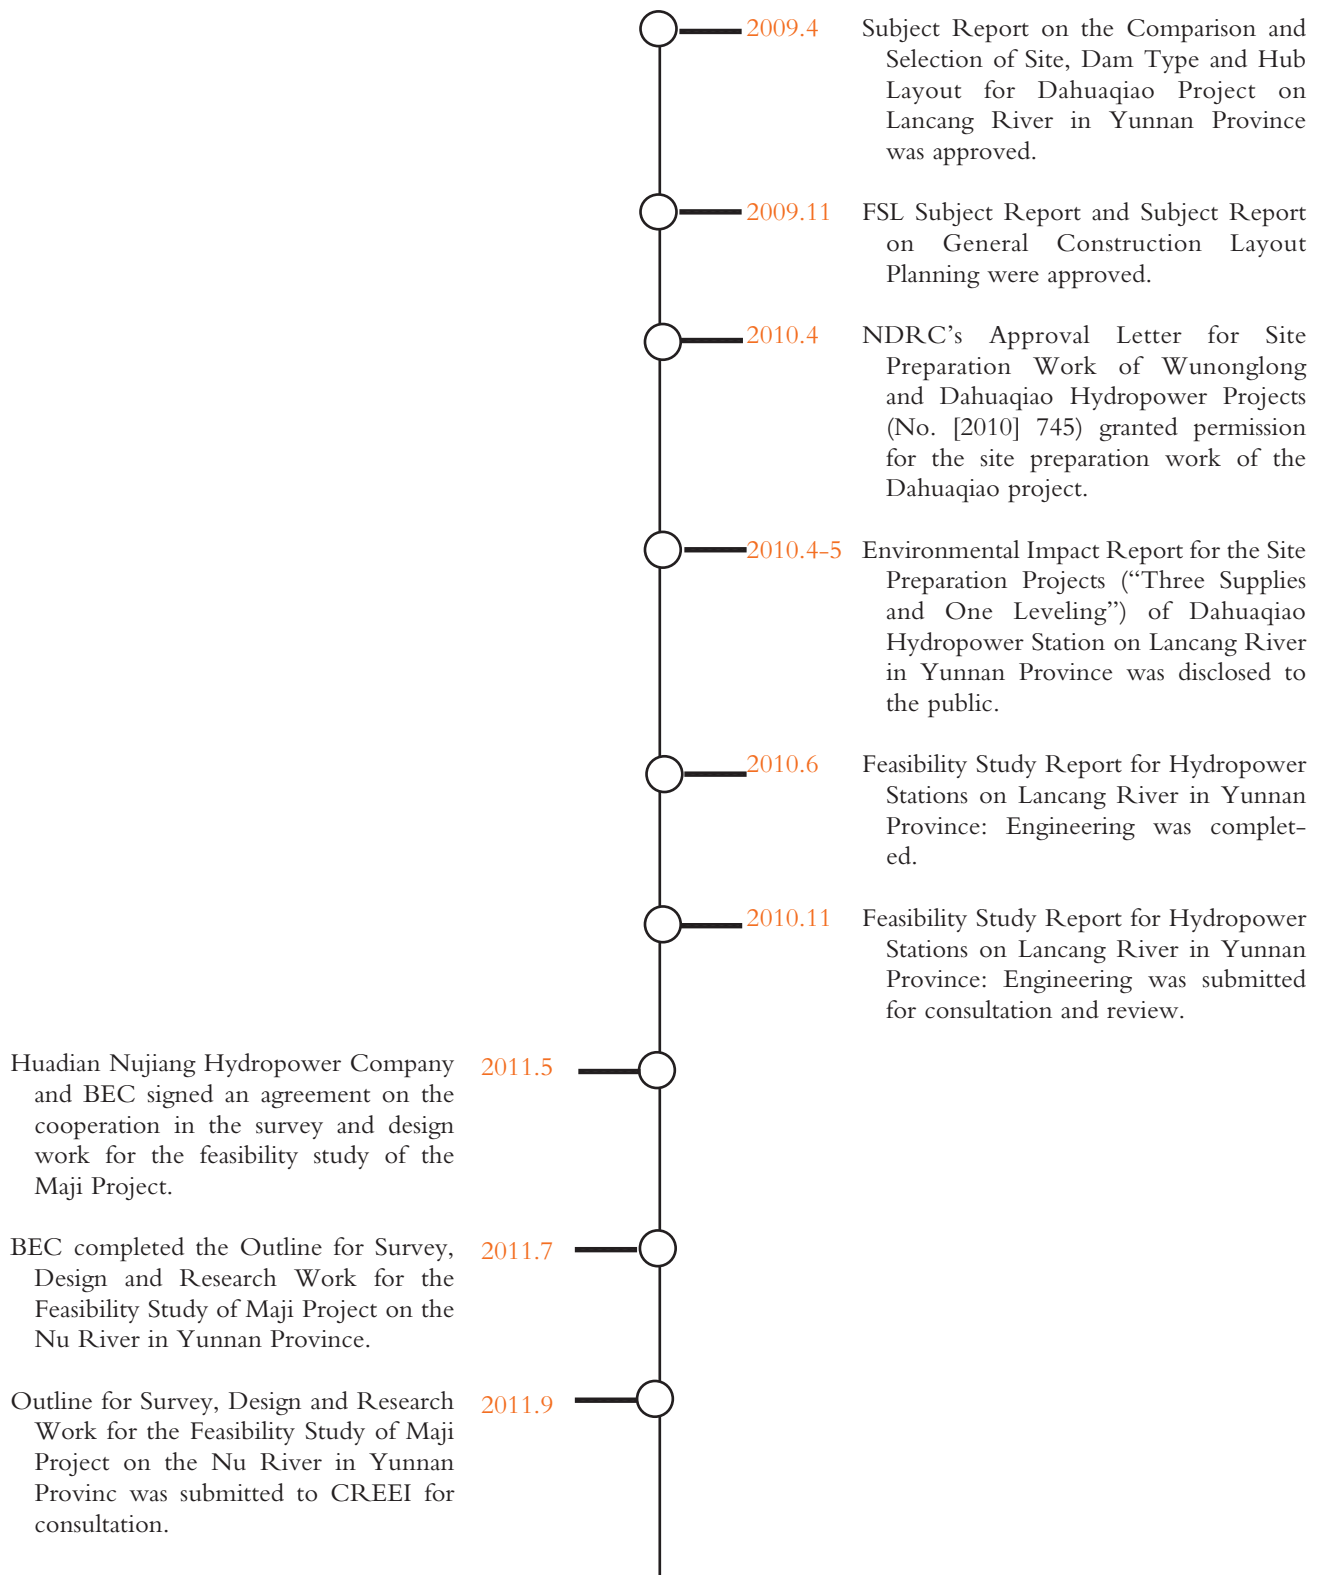 2009.4
Subject Report on the Comparison and
Selection of Site, Dam Type and Hub
Layout for Dahuaqiao Project on
Lancang River in Yunnan Province
was approved.
2009.11
FSL Subject Report and Subject Report
on General Construction Layout
Planning were approved.
2010.4
NDRC’s Approval Letter for Site
Preparation Work of Wunonglong
and Dahuaqiao Hydropower Projects
(No. [2010] 745) granted permission
for the site preparation work of the
Dahuaqiao project.
2010.4-5
Environmental Impact Report for the Site
Preparation Projects (“Three Supplies
and One Leveling”) of Dahuaqiao
Hydropower Station on Lancang River
in Yunnan Province was disclosed to
the public.
2010.6
Feasibility Study Report for Hydropower
Stations on Lancang River in Yunnan
Province: Engineering was complet-
ed.
2010.11
Feasibility Study Report for Hydropower
Stations on Lancang River in Yunnan
Province: Engineering was submitted
for consultation and review.
Huadian Nujiang Hydropower Company
and BEC signed an agreement on the
cooperation in the survey and design
work for the feasibility study of the
Maji Project.
2011.5
BEC completed the Outline for Survey,
Design and Research Work for the
Feasibility Study of Maji Project on the
Nu River in Yunnan Province.
2011.7
Outline for Survey, Design and Research
Work for the Feasibility Study of Maji
Project on the Nu River in Yunnan
Provinc was submitted to CREEI for
consultation.
2011.9